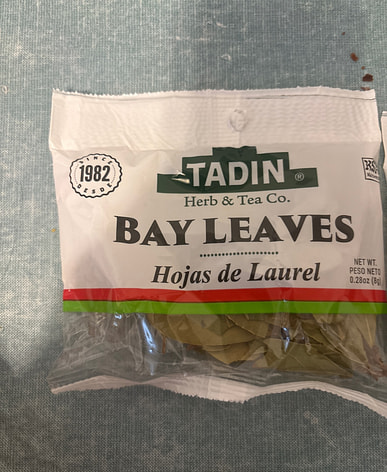 SINCE
1982
DESDE
TADIN ®
Herb & Tea Co.
BAY LEAVES
Hojas de Laurel
NET WT.
PESO NETO
0.28oz (8g)